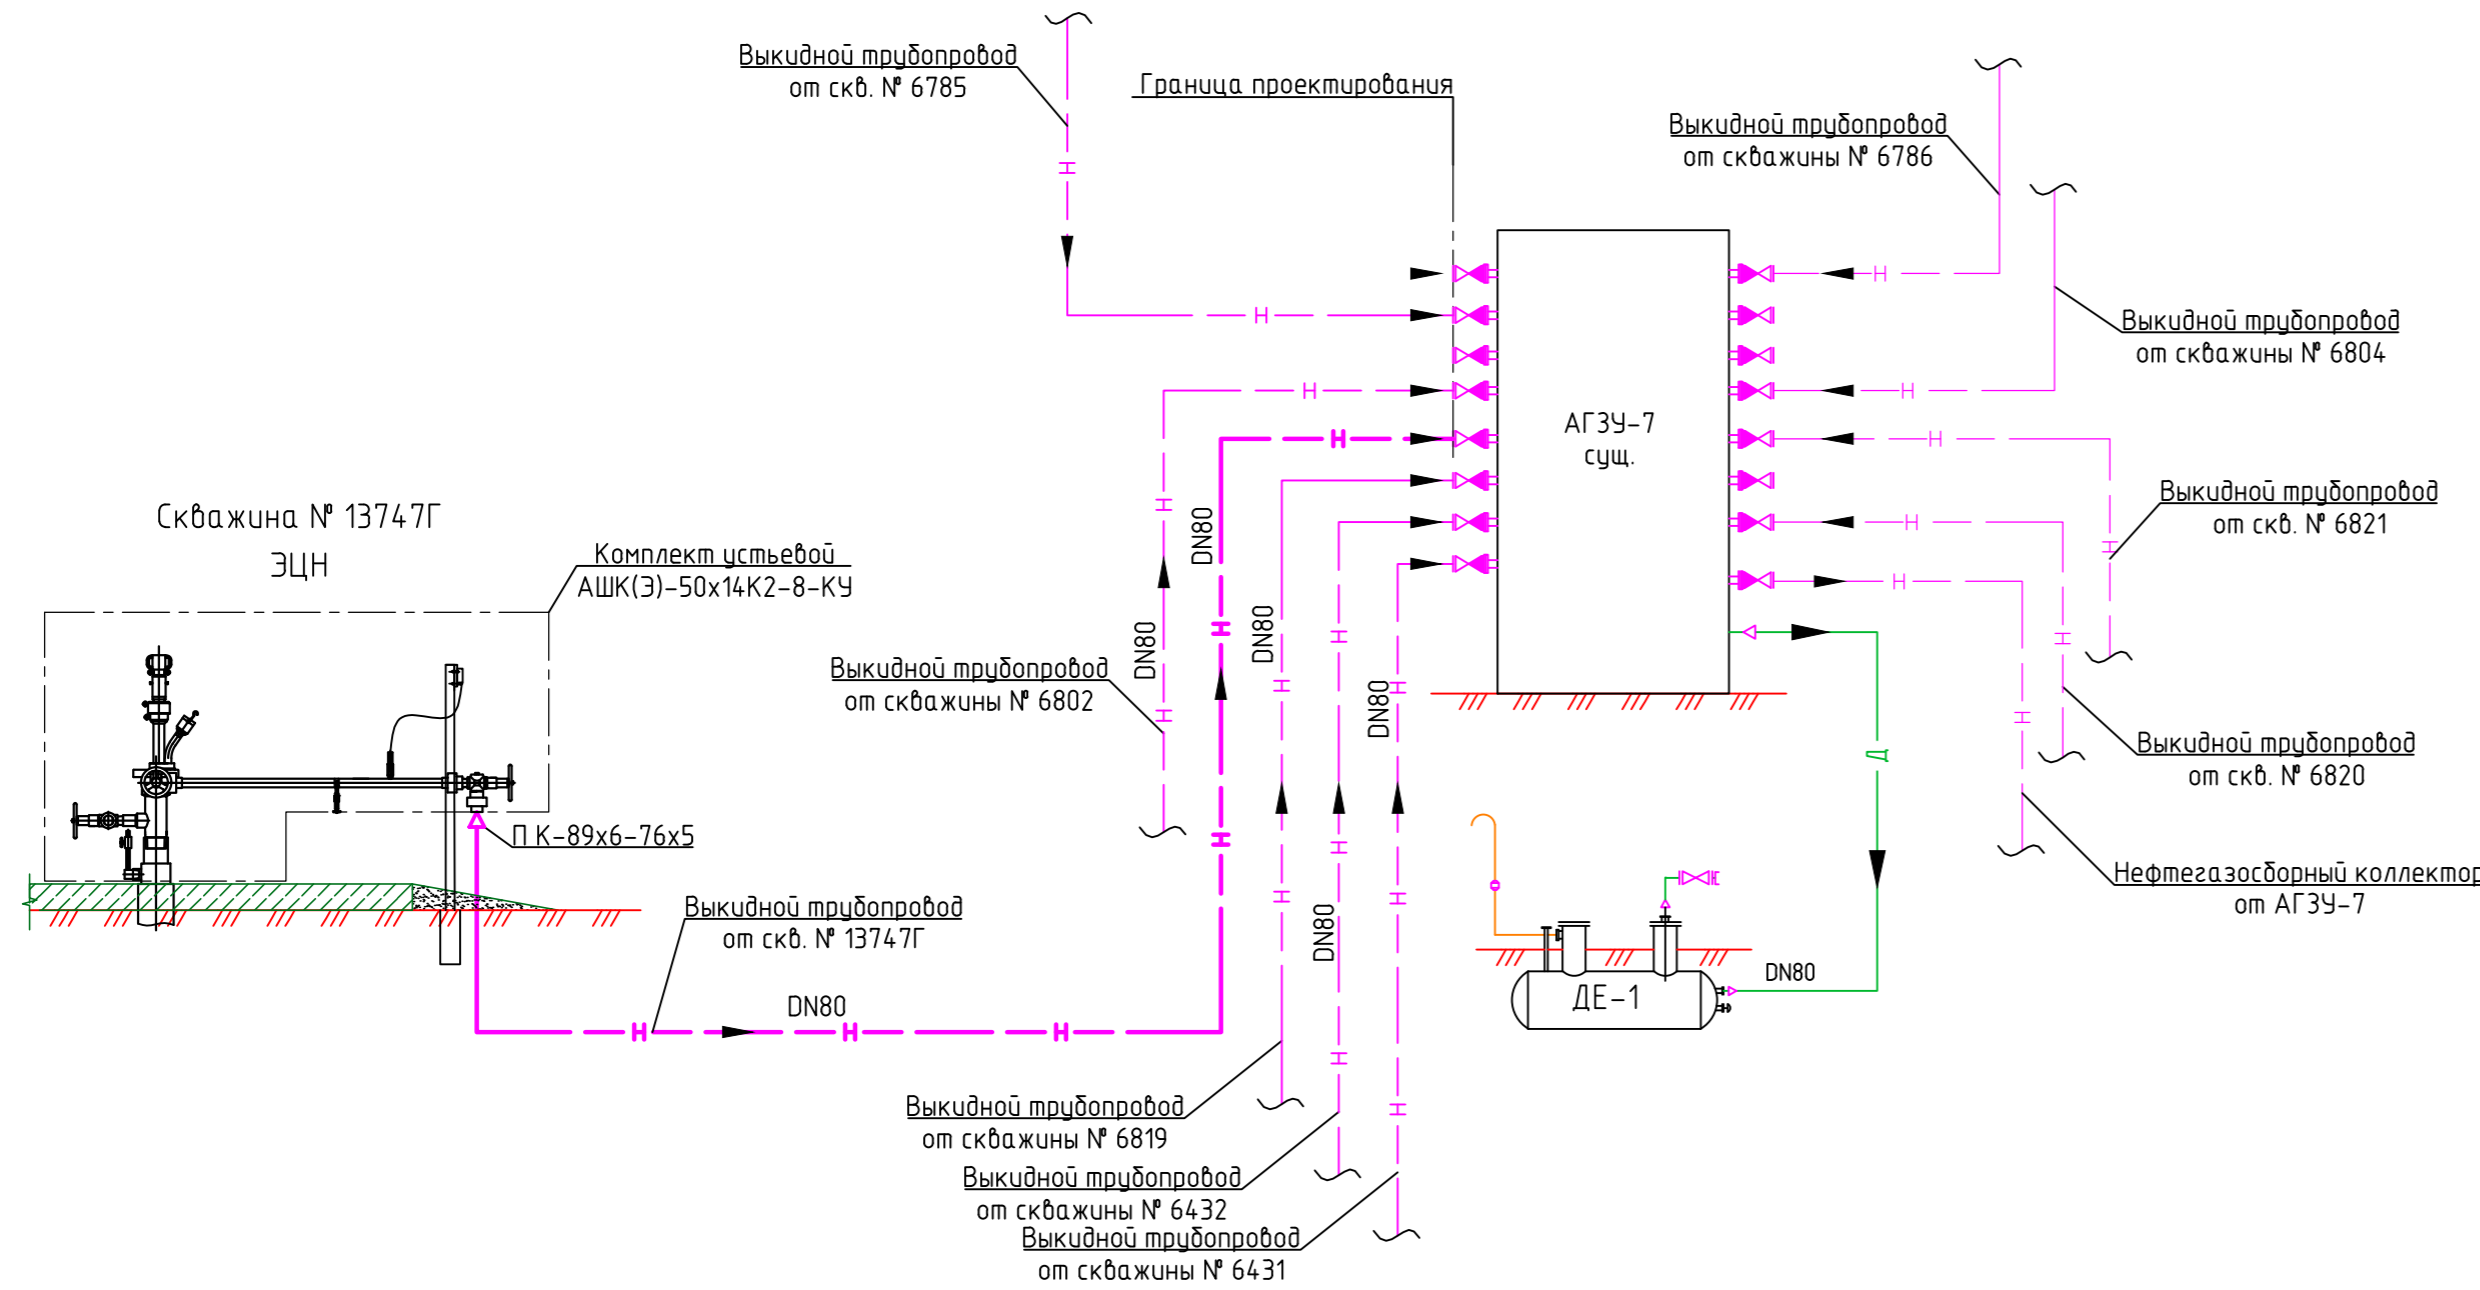 Выкидной трубопровод
от скв. № 6785
Граница проектирования
Выкидной трубопровод
от скважины № 6786
Н
Н
Н
Выкидной трубопровод
от скважины № 6804
Н
Н
Н
АГЗУ-7
сущ.
Н
Н
Скважина № 13747Г
ЭЦН
Комплект устьевой
АШК(Э)-50х14К2-8-КУ
Н
DN80
Н
Выкидной трубопровод
от скв. № 6821
Н
Н
DN80
DN80
Н
Н
Н
Н
Выкидной трубопровод
от скважины № 6802
DN80
Н
Н
Н
Н
Выкидной трубопровод
от скв. № 6820
Д
П К-89х6-76х5
Н
Н
Нефтегазосборный коллектор
от АГЗУ-7
Выкидной трубопровод
от скв. № 13747Г
Н
Н
DN80
DN80
ДЕ-1
DN80
Н
Н
Н
Н
Выкидной трубопровод
от скважины № 6819
Н
Выкидной трубопровод
от скважины № 6432
Выкидной трубопровод
от скважины № 6431